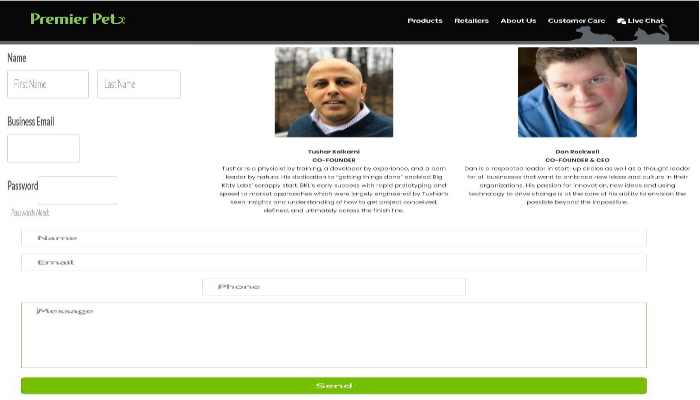 Premier Pet
Products Retailers About Us Customer Care Live Chat
Name
First Name Last Name
Business Email
Password
Passwords Need:
Tushar Kalkarni
CO-FOUNDER
Tushar is a physicist by training, a developer by experience, and a born
leader by nature. His dedication to "getting things done" enabled Big
Kitty Labs' scrappy start. BKL's early success with rapid prototyping and
speed to market approaches which were largely engineered by Tushar's
keen insights and understanding of how to get project conceived,
defined, and ultimately across the finish line.
Dan Rockwell
CO-FOUNDER & CEO
Dan is a respected leader in start-up circles as well as a thought leader
for all businesses that want to embrace new ideas and culture in their
organizations. His passion for innovation, new ideas and using
technology to drive change is at the core of his ability to envision the
possible beyond the impossible.
Name
Email
Phone
Message
Send